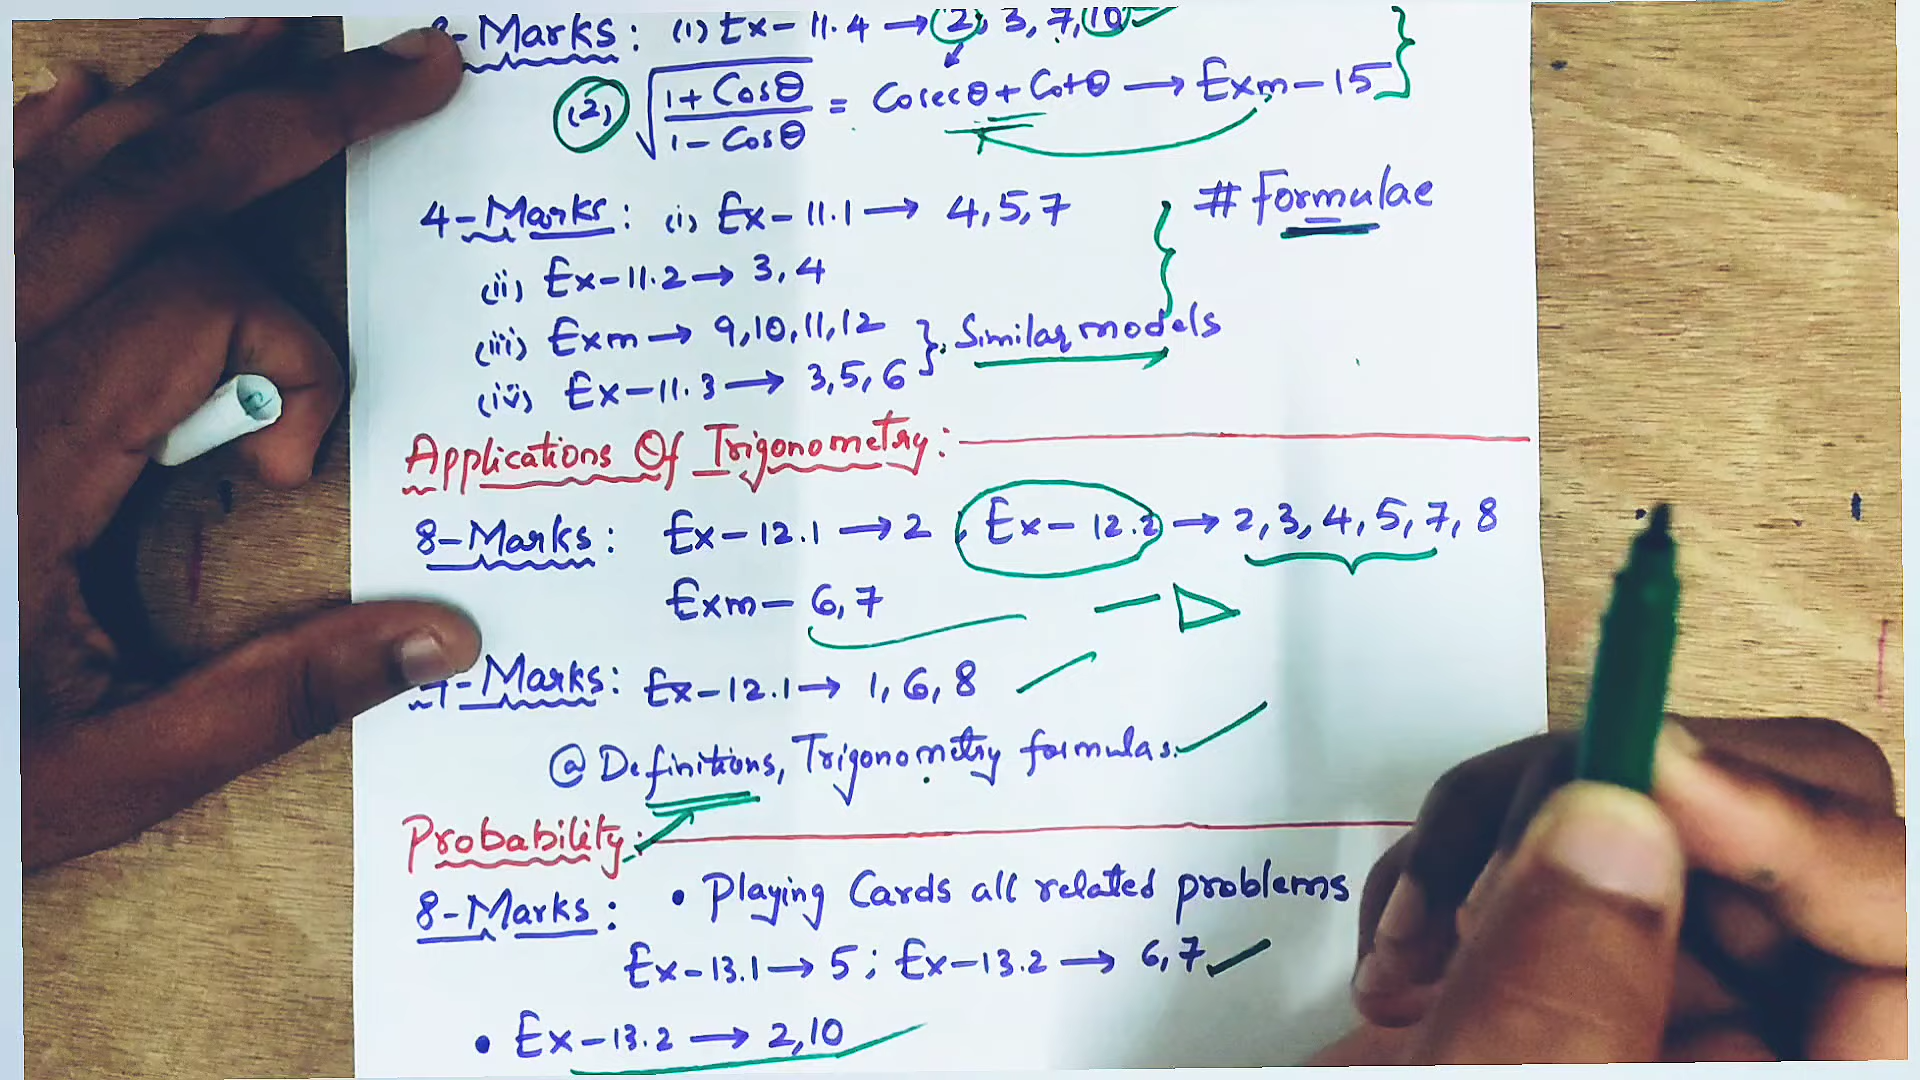 -Marks: (i) Ex-11.4 → 2, 3, 7, 10
(2) √(1+Cosθ / 1-Cosθ) = Cosecθ + Cotθ → Exm-15
4-Marks: (i) Ex-11.1 → 4,5,7 # Formulae
(ii) Ex-11.2 → 3,4
(iii) Exm → 9,10,11,12 }. Similar models
(iv) Ex-11.3 → 3,5,6
Applications Of Trigonometry:
8-Marks: Ex-12.1 → 2, Ex-12.2 → 2,3,4,5,7,8
Exm-6,7
-Marks: Ex-12.1 → 1,6,8
@ Definitions, Trigonometry formulas.
Probability:
8-Marks: • Playing Cards all related problems
Ex-13.1 → 5; Ex-13.2 → 6,7
• Ex-13.2 → 2,10